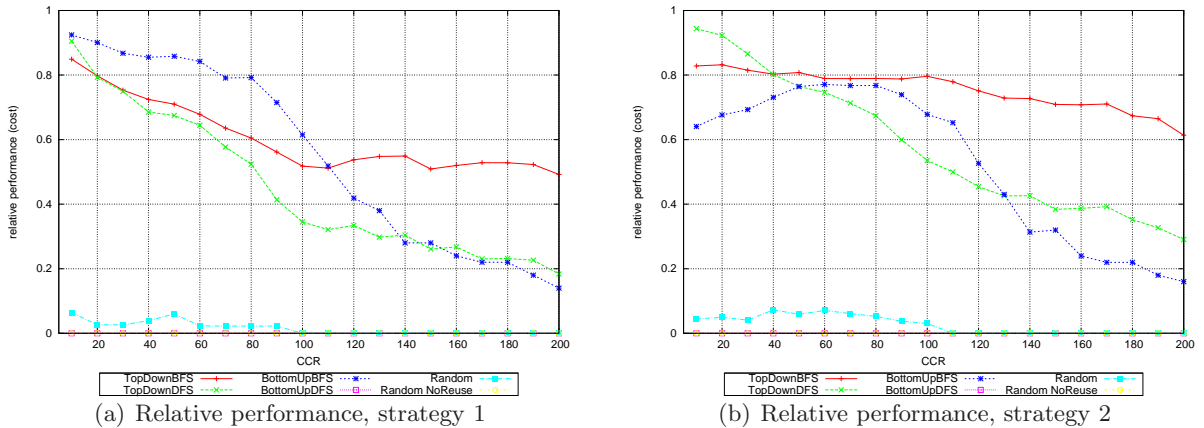 1
0.8
0.6
0.4
0.2
0
relative performance (cost)
20 40 60 80 100 120 140 160 180 200
CCR
TopDownBFS BottomUpBFS Random
TopDownDFS BottomUpDFS Random NoReuse
(a) Relative performance, strategy 1
1
0.8
0.6
0.4
0.2
0
relative performance (cost)
20 40 60 80 100 120 140 160 180 200
CCR
TopDownBFS BottomUpBFS Random
TopDownDFS BottomUpDFS Random NoReuse
(b) Relative performance, strategy 2